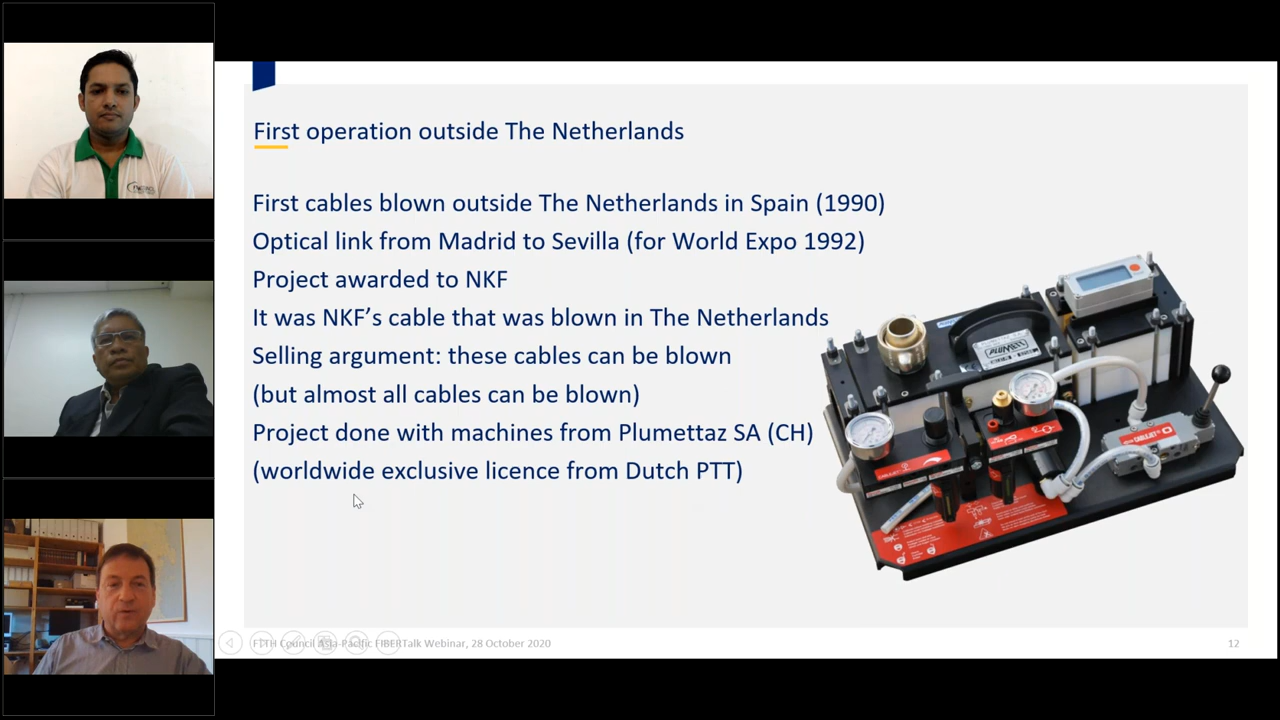 First operation outside The Netherlands
First cables blown outside The Netherlands in Spain (1990)
Optical link from Madrid to Sevilla (for World Expo 1992)
Project awarded to NKF
It was NKF's cable that was blown in The Netherlands
Selling argument: these cables can be blown
(but almost all cables can be blown)
Project done with machines from Plumettaz SA (CH)
(worldwide exclusive licence from Dutch PTT)
PLUMETT
CABLEJET
FTTH Council Asia-Pacific FIBERTalk Webinar, 28 October 2020
12